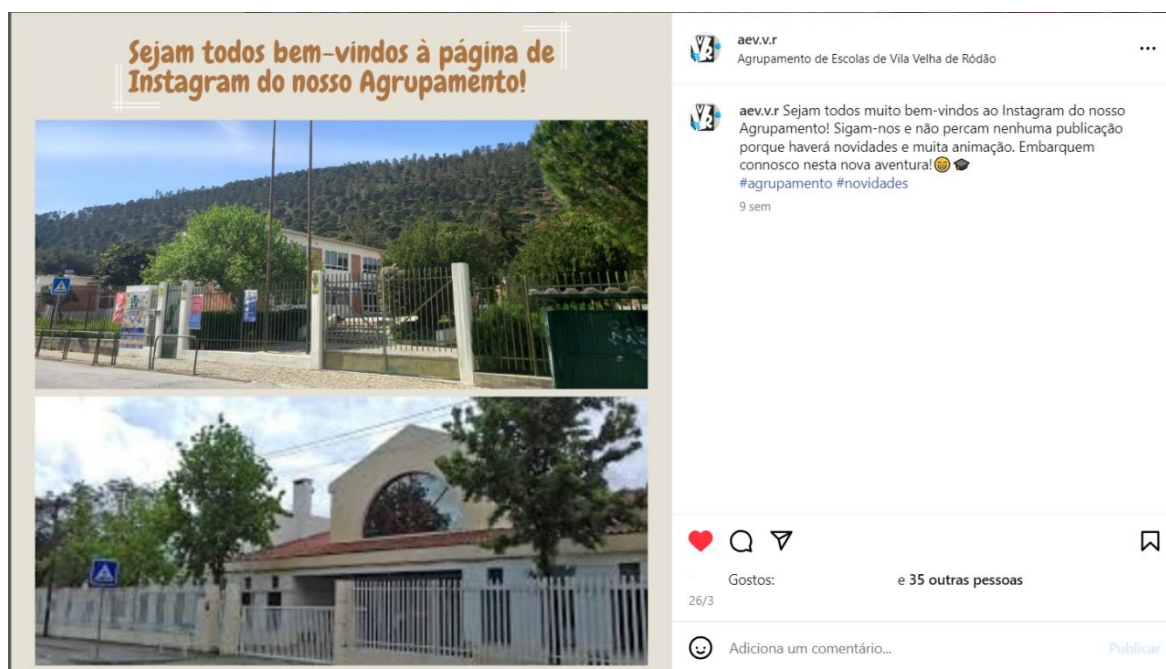 Sejam todos bem-vindos à página de
Instagram do nosso Agrupamento!
aev.v.r
Agrupamento de Escolas de Vila Velha de Ródão
aev.v.r Sejam todos muito bem-vindos ao Instagram do nosso
Agrupamento! Sigam-nos e não percam nenhuma publicação
porque haverá novidades e muita animação. Embarquem
connosco nesta nova aventura!😁🎓
#agrupamento #novidades
9 sem
Gostos: e 35 outras pessoas
26/3
Adiciona um comentário... Publicar